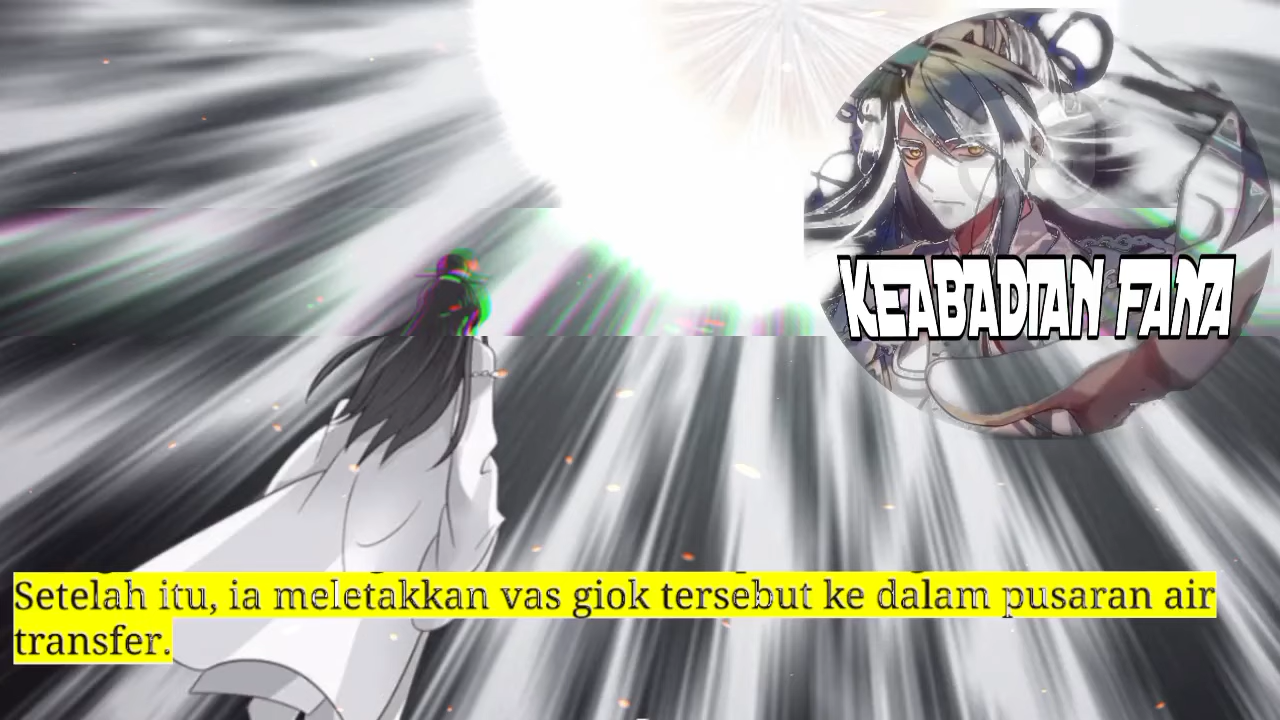 KEABADIAN FANA
Setelah itu, ia meletakkan vas giok tersebut ke dalam pusaran air
transfer.